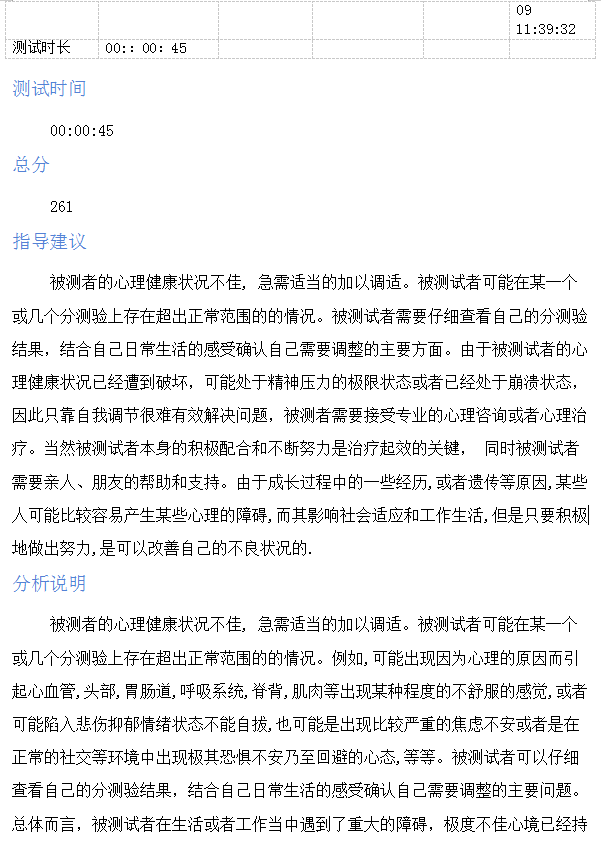 09
11:39:32
测试时长 00:：00：45
测试时间
00:00:45
总分
261
指导建议
被测者的心理健康状况不佳, 急需适当的加以调适。被测试者可能在某一个
或几个分测验上存在超出正常范围的的情况。被测试者需要仔细查看自己的分测验
结果，结合自己日常生活的感受确认自己需要调整的主要方面。由于被测试者的心
理健康状况已经遭到破坏，可能处于精神压力的极限状态或者已经处于崩溃状态，
因此只靠自我调节很难有效解决问题，被测者需要接受专业的心理咨询或者心理治
疗。当然被测试者本身的积极配合和不断努力是治疗起效的关键， 同时被测试者
需要亲人、朋友的帮助和支持。由于成长过程中的一些经历,或者遗传等原因,某些
人可能比较容易产生某些心理的障碍,而其影响社会适应和工作生活,但是只要积极
地做出努力,是可以改善自己的不良状况的.
分析说明
被测者的心理健康状况不佳, 急需适当的加以调适。被测试者可能在某一个
或几个分测验上存在超出正常范围的的情况。例如,可能出现因为心理的原因而引
起心血管,头部,胃肠道,呼吸系统,脊背,肌肉等出现某种程度的不舒服的感觉,或者
可能陷入悲伤抑郁情绪状态不能自拔,也可能是出现比较严重的焦虑不安或者是在
正常的社交等环境中出现极其恐惧不安乃至回避的心态,等等。被测试者可以仔细
查看自己的分测验结果，结合自己日常生活的感受确认自己需要调整的主要问题。
总体而言，被测试者在生活或者工作当中遇到了重大的障碍，极度不佳心境已经持